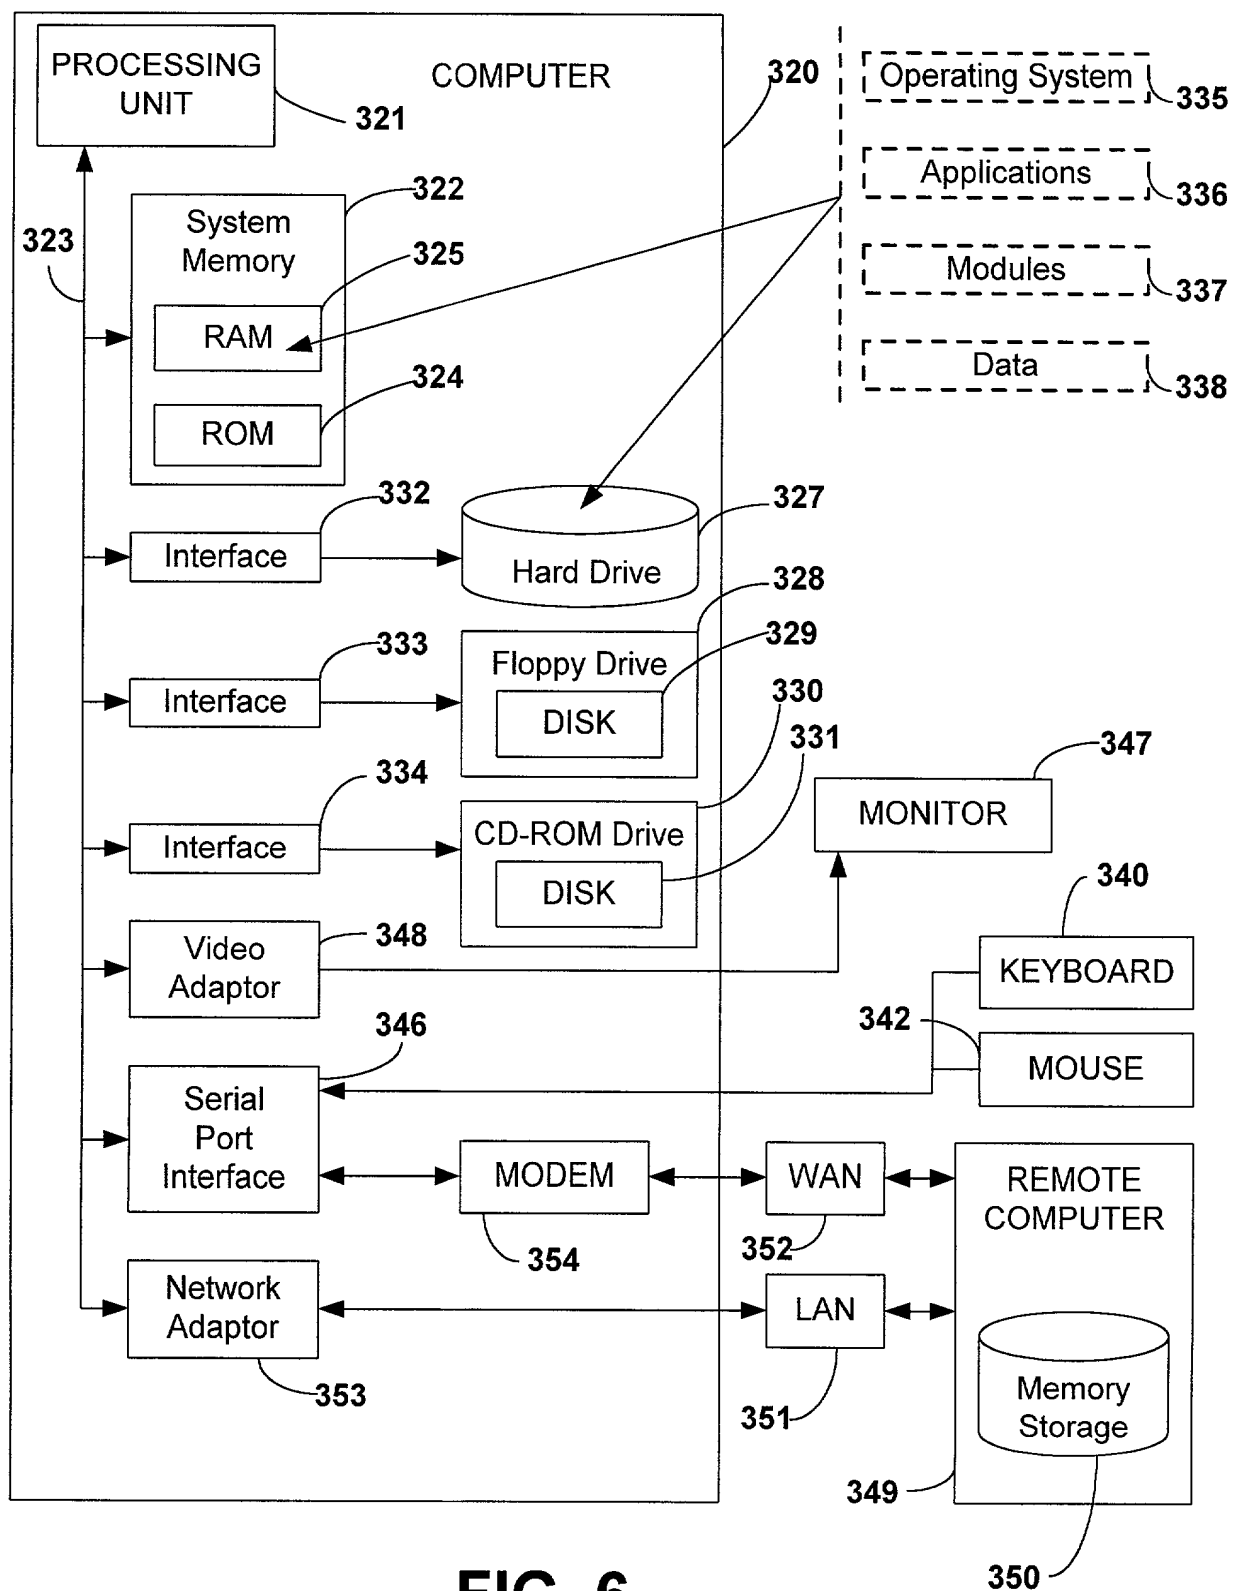 PROCESSING
UNIT
321
COMPUTER
320
Operating System
335
Applications
336
Modules
337
Data
338
323
322
System
Memory
325
RAM
324
ROM
332
Interface
327
Hard Drive
328
333
Interface
329
Floppy Drive
DISK
330
331
334
Interface
CD-ROM Drive
DISK
347
MONITOR
348
Video
Adaptor
340
KEYBOARD
342
MOUSE
346
Serial
Port
Interface
MODEM
354
WAN
352
REMOTE
COMPUTER
Network
Adaptor
353
LAN
351
Memory
Storage
349
350
FIG. 6